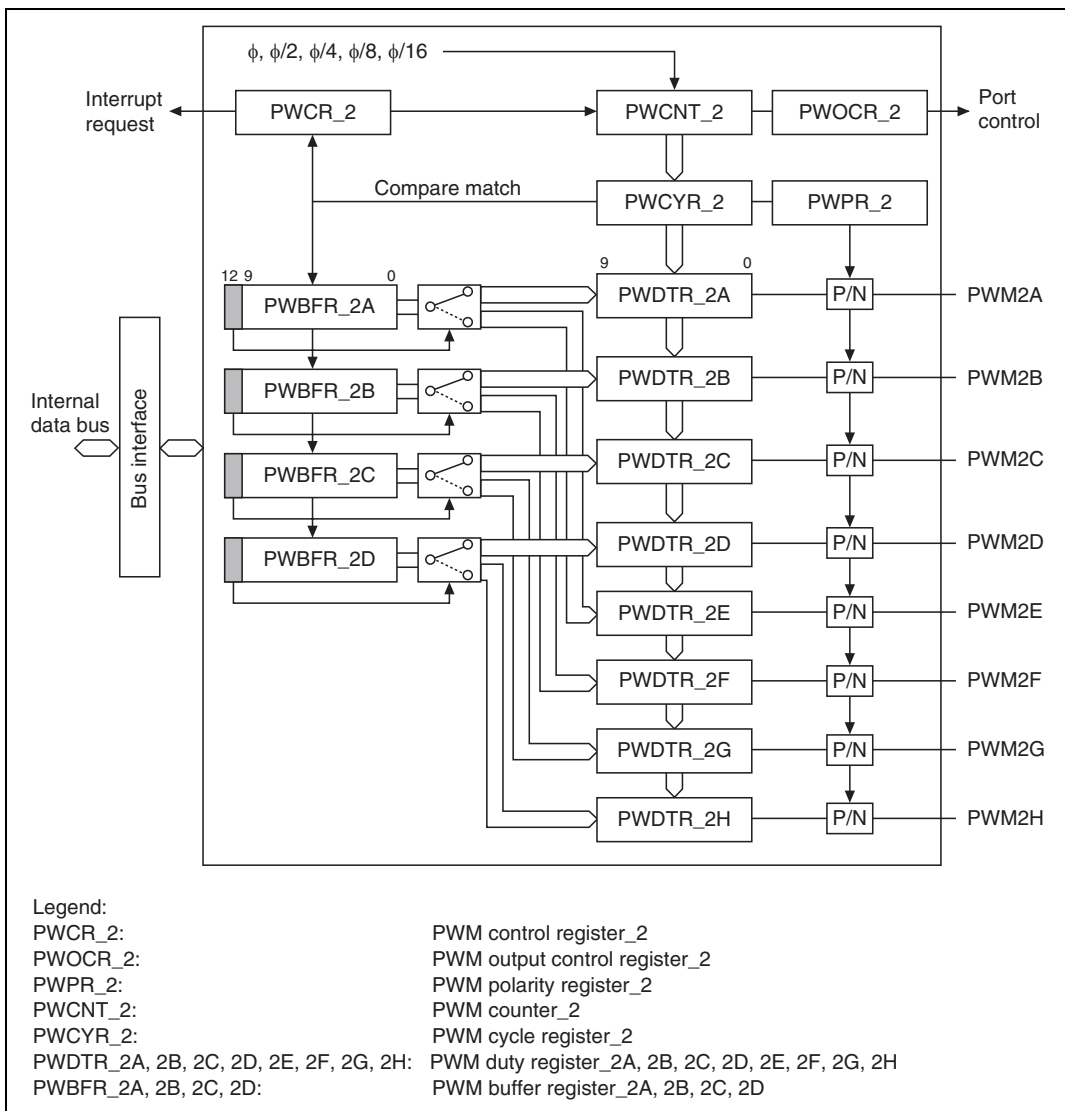 ϕ, ϕ/2, ϕ/4, ϕ/8, ϕ/16
Interrupt
request
PWCR_2
PWCNT_2
PWOCR_2
Port
control
Compare match
PWCYR_2
PWPR_2
12 9 0
9 0
PWBFR_2A
PWDTR_2A
P/N
PWM2A
PWBFR_2B
PWDTR_2B
P/N
PWM2B
Internal
data bus
Bus interface
PWBFR_2C
PWDTR_2C
P/N
PWM2C
PWBFR_2D
PWDTR_2D
P/N
PWM2D
PWDTR_2E
P/N
PWM2E
PWDTR_2F
P/N
PWM2F
PWDTR_2G
P/N
PWM2G
PWDTR_2H
P/N
PWM2H
Legend:
PWCR_2: PWM control register_2
PWOCR_2: PWM output control register_2
PWPR_2: PWM polarity register_2
PWCNT_2: PWM counter_2
PWCYR_2: PWM cycle register_2
PWDTR_2A, 2B, 2C, 2D, 2E, 2F, 2G, 2H: PWM duty register_2A, 2B, 2C, 2D, 2E, 2F, 2G, 2H
PWBFR_2A, 2B, 2C, 2D: PWM buffer register_2A, 2B, 2C, 2D